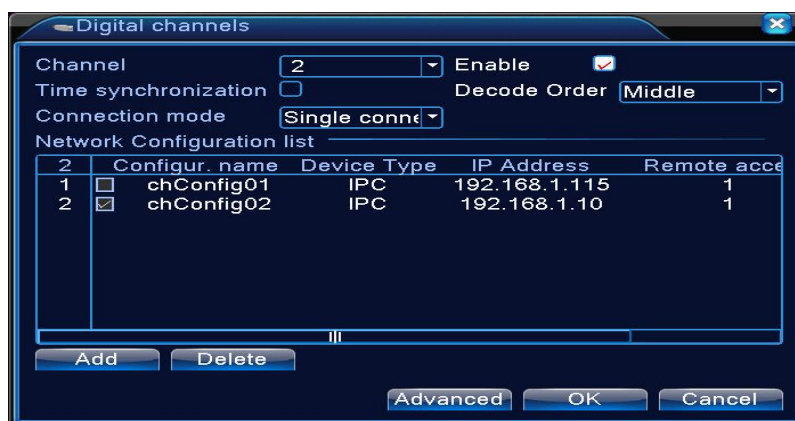 Digital channels
Channel 2 Enable
Time synchronization Decode Order Middle
Connection mode Single conne
Network Configuration list
2 Configur. name Device Type IP Address Remote acce
1 chConfig01 IPC 192.168.1.115 1
2 chConfig02 IPC 192.168.1.10 1
Add Delete
Advanced OK Cancel